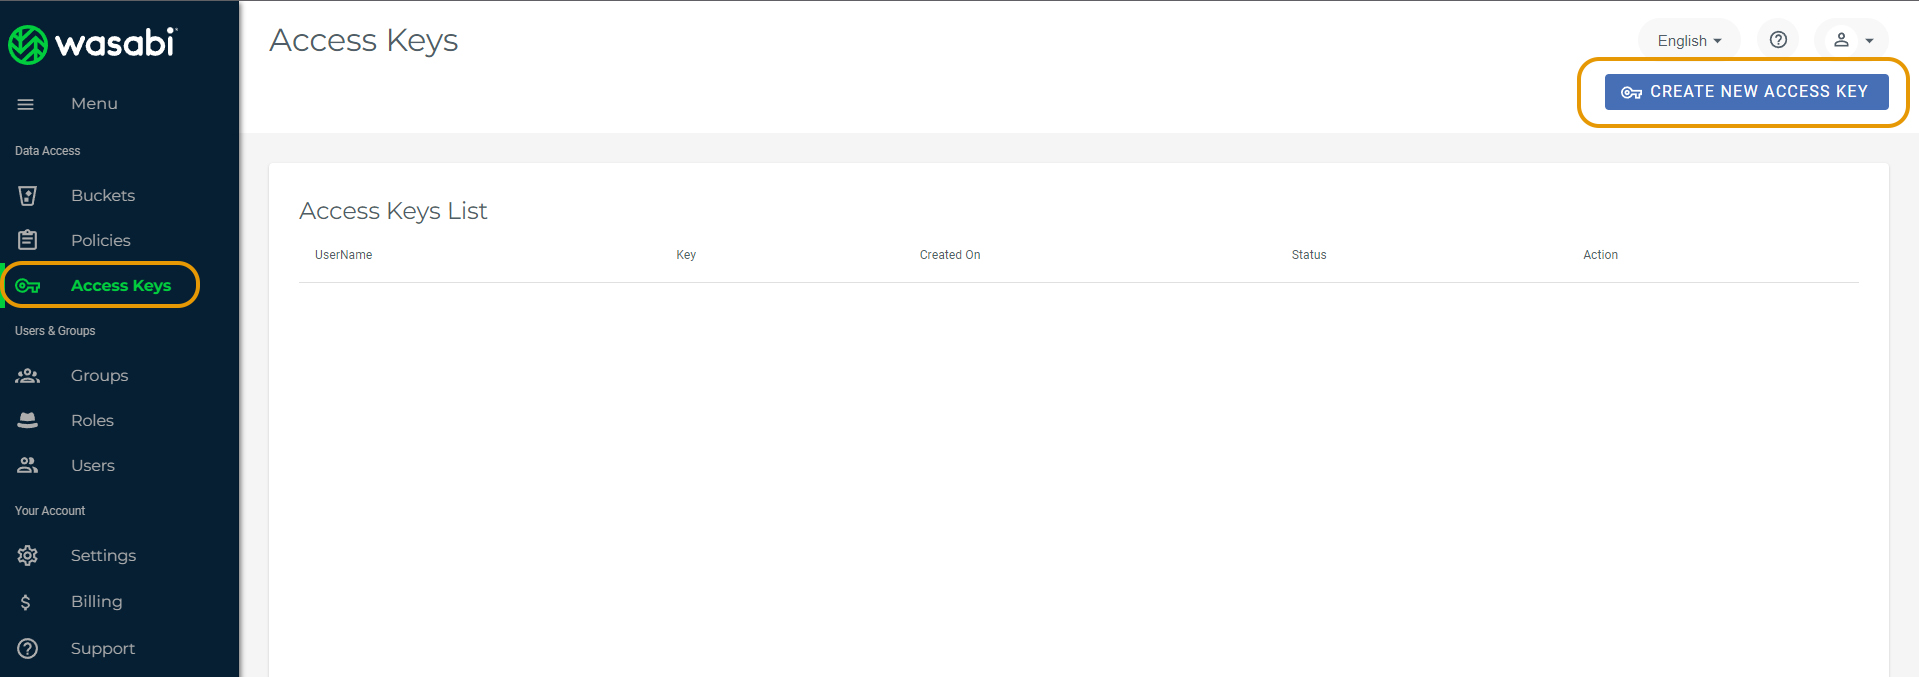 wasabi
Menu
Data Access
Buckets
Policies
Access Keys
Users & Groups
Groups
Roles
Users
Your Account
Settings
Billing
Support
Access Keys
English
CREATE NEW ACCESS KEY
Access Keys List
UserName Key Created On Status Action